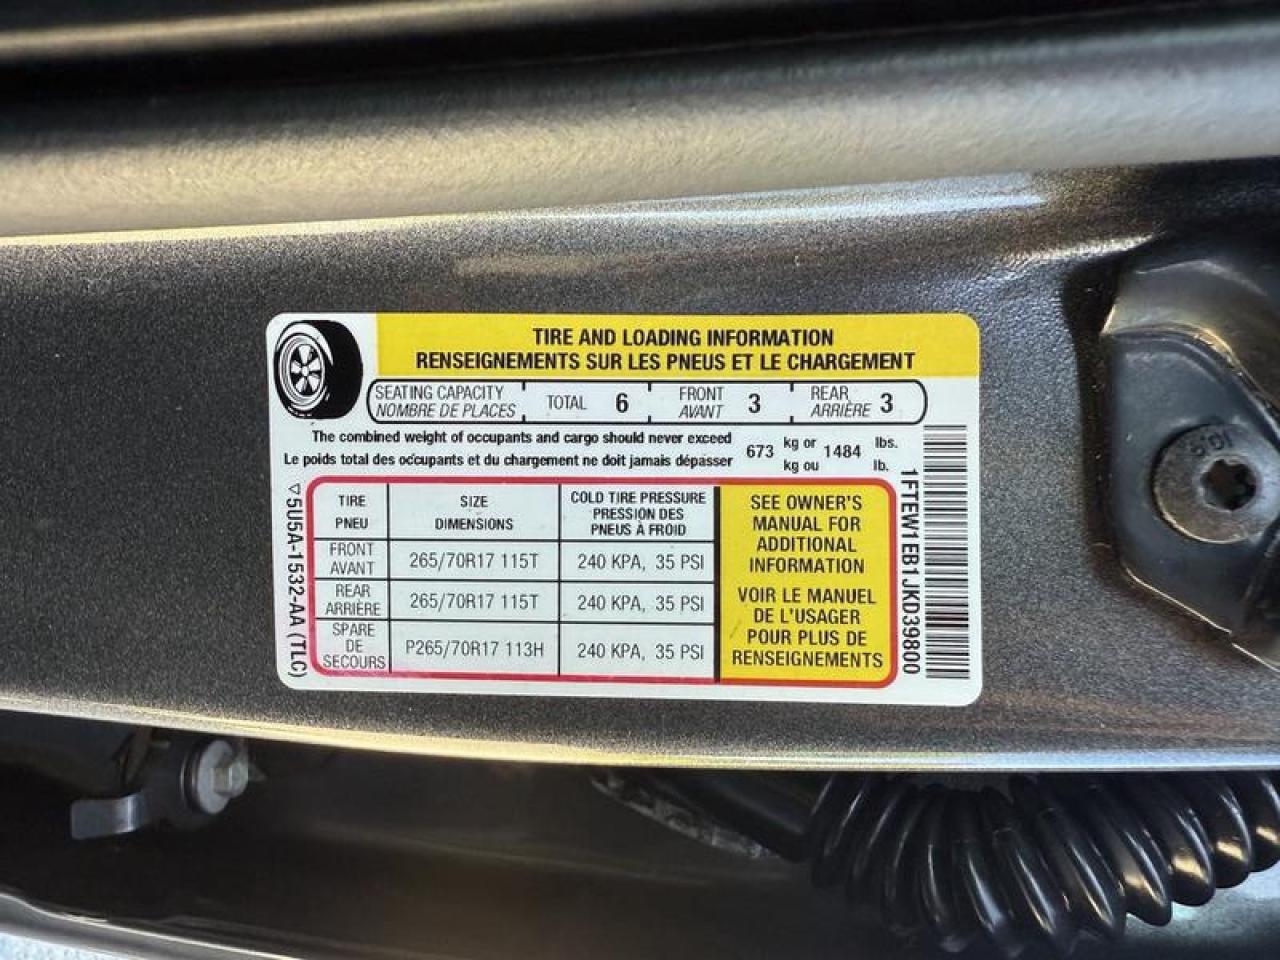 TIRE AND LOADING INFORMATION
RENSEIGNEMENTS SUR LES PNEUS ET LE CHARGEMENT
SEATING CAPACITY
NOMBRE DE PLACES
TOTAL 6
FRONT
AVANT
3
REAR
ARRIÈRE
3
The combined weight of occupants and cargo should never exceed
Le poids total des occupants et du chargement ne doit jamais dépasser
673
kg or
kg ou
1484
lbs.
lb.
TIRE
PNEU
SIZE
DIMENSIONS
COLD TIRE PRESSURE
PRESSION DES
PNEUS À FROID
FRONT
AVANT
265/70R17 115T
240 KPA, 35 PSI
REAR
ARRIÈRE
265/70R17 115T
240 KPA, 35 PSI
SPARE
DE
SECOURS
P265/70R17 113H
240 KPA, 35 PSI
SEE OWNER'S
MANUAL FOR
ADDITIONAL
INFORMATION
VOIR LE MANUEL
DE L'USAGER
POUR PLUS DE
RENSEIGNEMENTS
5U5A-1532-AA (TLC)
1FTEW1EB1JKD39800
10.9